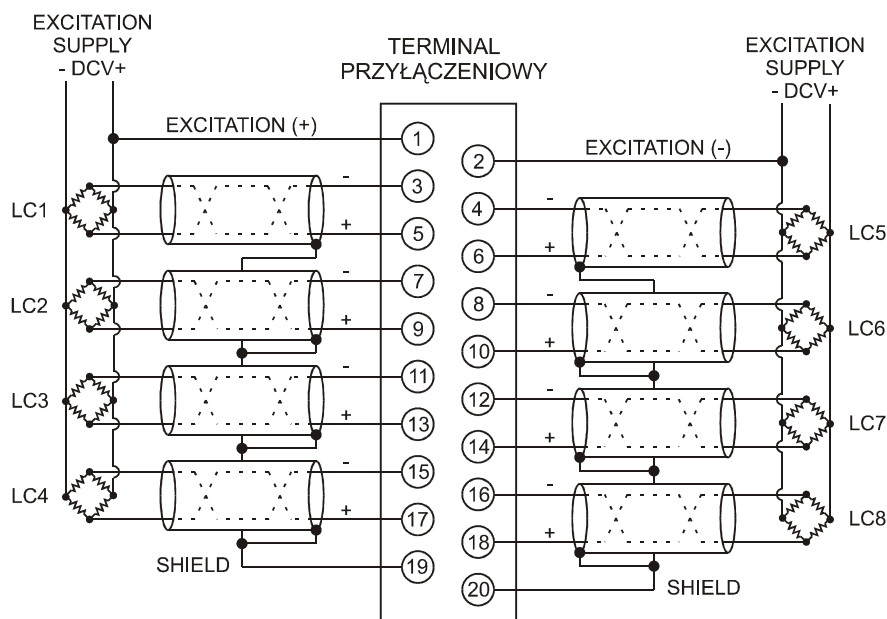 EXCITATION
SUPPLY
- DCV+
TERMINAL
PRZYŁĄCZENIOWY
EXCITATION
SUPPLY
- DCV+
EXCITATION (+)
1
2
EXCITATION (-)
LC1
-
3
+
5
4
-
6
+
LC5
LC2
-
7
+
9
8
-
10
+
LC6
LC3
-
11
+
13
12
-
14
+
LC7
LC4
-
15
+
17
16
-
18
+
LC8
SHIELD
19
20
SHIELD